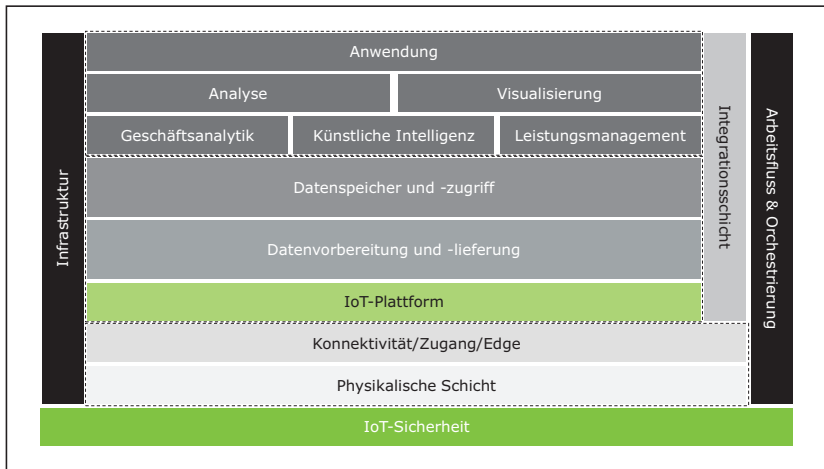 Anwendung
Analyse
Visualisierung
Geschäftsanalytik
Künstliche Intelligenz
Leistungsmanagement
Datenspeicher und -zugriff
Datenvorbereitung und -lieferung
IoT-Plattform
Konnektivität/Zugang/Edge
Physikalische Schicht
IoT-Sicherheit
Infrastruktur
Integrationsschicht
Arbeitsfluss & Orchestrierung